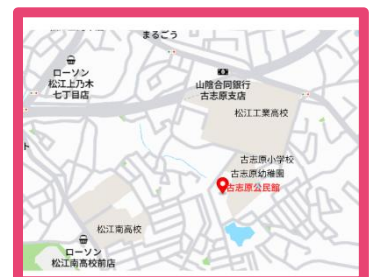 まるごう
ローソン
松江上乃木
七丁目店
山陰合同銀行
古志原支店
松江工業高校
古志原小学校
古志原幼稚園
古志原公民館
松江南高校
ローソン
松江南高校前店